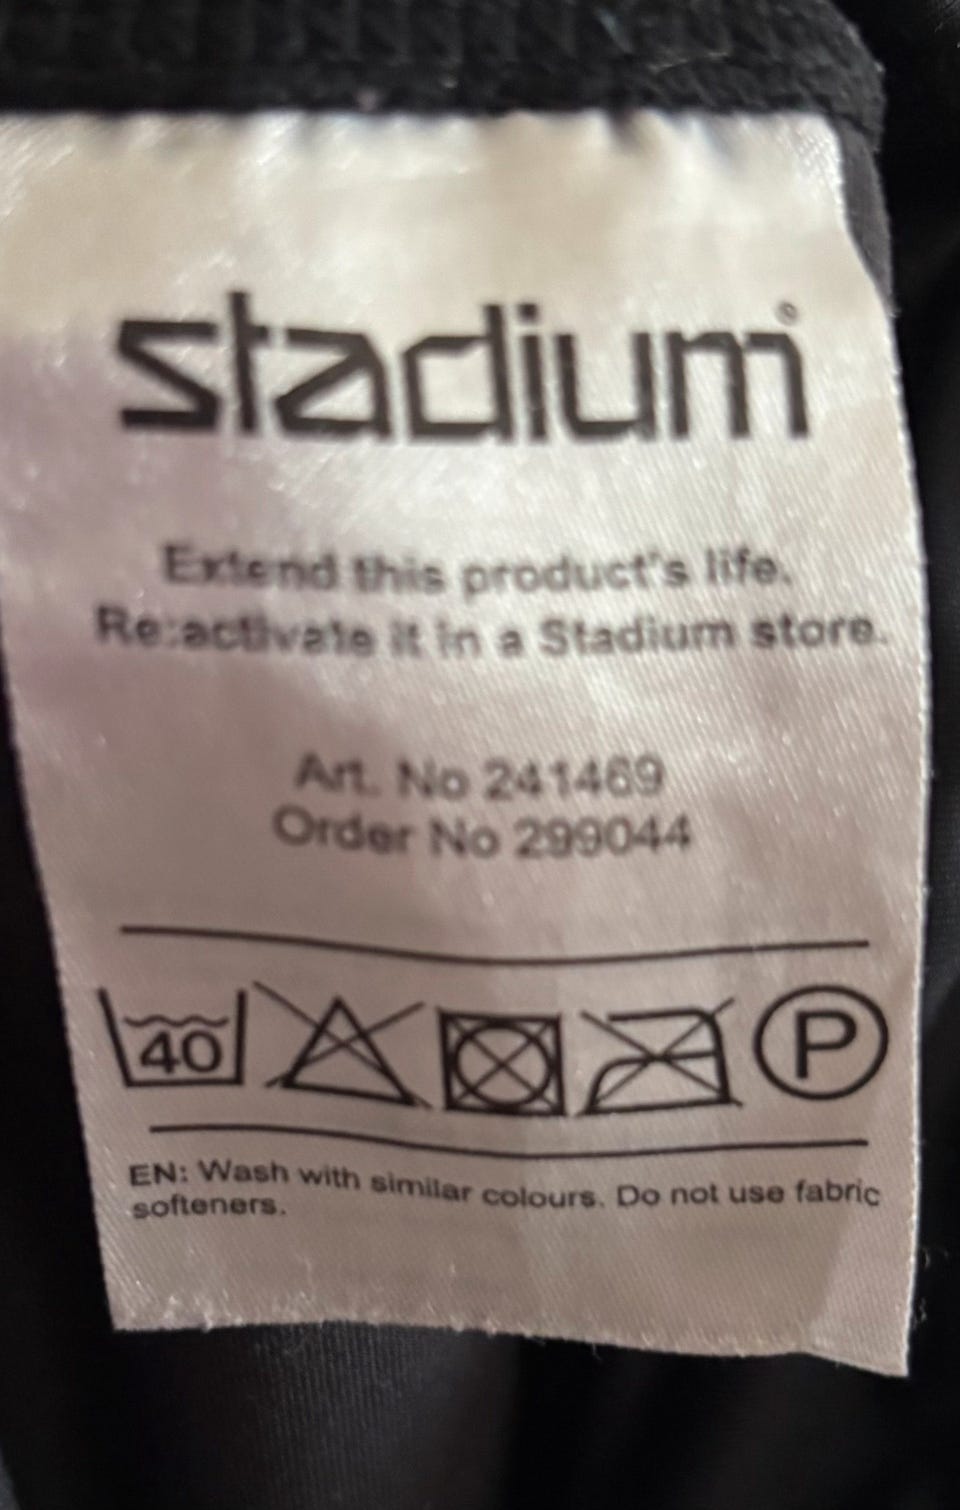 stadium®
Extend this product's life.
Re:activate it in a Stadium store.
Art. No 241469
Order No 299044
40
P
EN: Wash with similar colours. Do not use fabric
softeners.